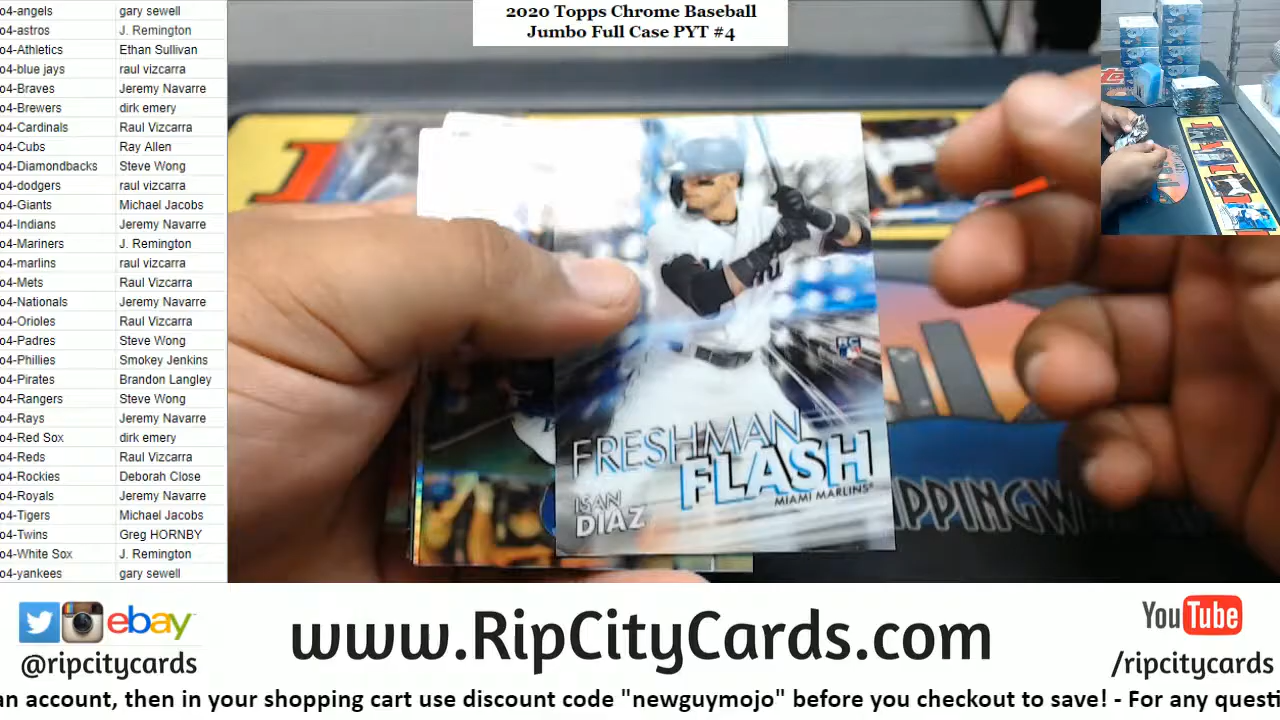 2020 Topps Chrome Baseball
Jumbo Full Case PYT #4
o4-angels gary sewell
o4-astros J. Remington
o4-Athletics Ethan Sullivan
o4-blue jays raul vizcarra
o4-Braves Jeremy Navarre
o4-Brewers dirk emery
o4-Cardinals Raul Vizcarra
o4-Cubs Ray Allen
o4-Diamondbacks Steve Wong
o4-dodgers raul vizcarra
o4-Giants Michael Jacobs
o4-Indians Jeremy Navarre
o4-Mariners J. Remington
o4-marlins raul vizcarra
o4-Mets Raul Vizcarra
o4-Nationals Jeremy Navarre
o4-Orioles Raul Vizcarra
o4-Padres Steve Wong
o4-Phillies Smokey Jenkins
o4-Pirates Brandon Langley
o4-Rangers Steve Wong
o4-Rays Jeremy Navarre
o4-Red Sox dirk emery
o4-Reds Raul Vizcarra
o4-Rockies Deborah Close
o4-Royals Jeremy Navarre
o4-Tigers Michael Jacobs
o4-Twins Greg HORNBY
o4-White Sox J. Remington
o4-yankees gary sewell
RC
FRESHMAN
FLASH
MIAMI MARLINS®
ISAN
DIAZ
PPINGW
ebay
@ripcitycards
www.RipCityCards.com
YouTube
/ripcitycards
an account, then in your shopping cart use discount code "newguymojo" before you checkout to save! - For any questi